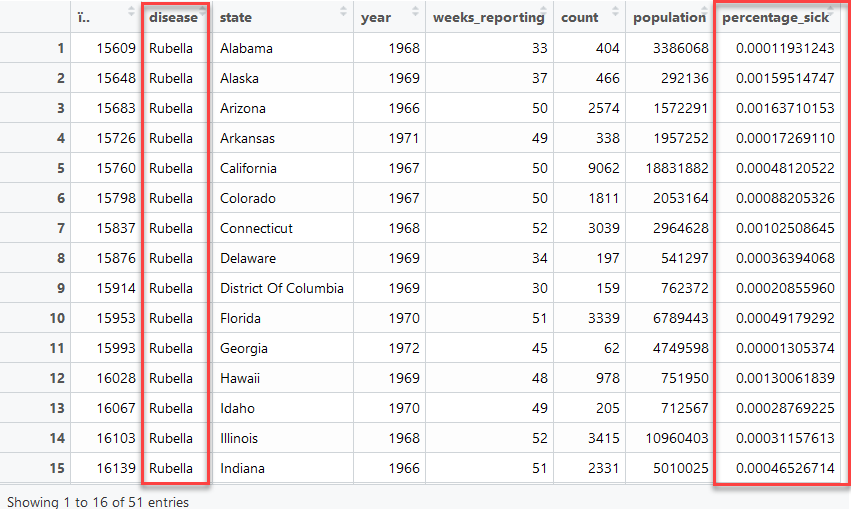 ï.. disease state year weeks_reporting count population percentage_sick
1 15609 Rubella Alabama 1968 33 404 3386068 0.00011931243
2 15648 Rubella Alaska 1969 37 466 292136 0.00159514747
3 15683 Rubella Arizona 1966 50 2574 1572291 0.00163710153
4 15726 Rubella Arkansas 1971 49 338 1957252 0.00017269110
5 15760 Rubella California 1967 50 9062 18831882 0.00048120522
6 15798 Rubella Colorado 1967 50 1811 2053164 0.00088205326
7 15837 Rubella Connecticut 1968 52 3039 2964628 0.00102508645
8 15876 Rubella Delaware 1969 34 197 541297 0.00036394068
9 15914 Rubella District Of Columbia 1969 30 159 762372 0.00020855960
10 15953 Rubella Florida 1970 51 3339 6789443 0.00049179292
11 15993 Rubella Georgia 1972 45 62 4749598 0.00001305374
12 16028 Rubella Hawaii 1969 48 978 751950 0.00130061839
13 16067 Rubella Idaho 1970 49 205 712567 0.00028769225
14 16103 Rubella Illinois 1968 52 3415 10960403 0.00031157613
15 16139 Rubella Indiana 1966 51 2331 5010025 0.00046526714
Showing 1 to 16 of 51 entries